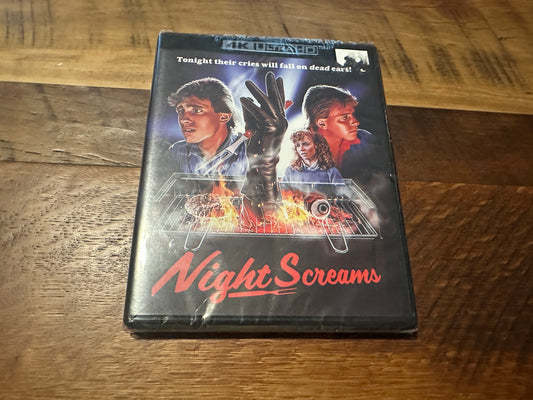 4K ULTRA HD
Tonight their cries will fall on dead ears!
Night Screams